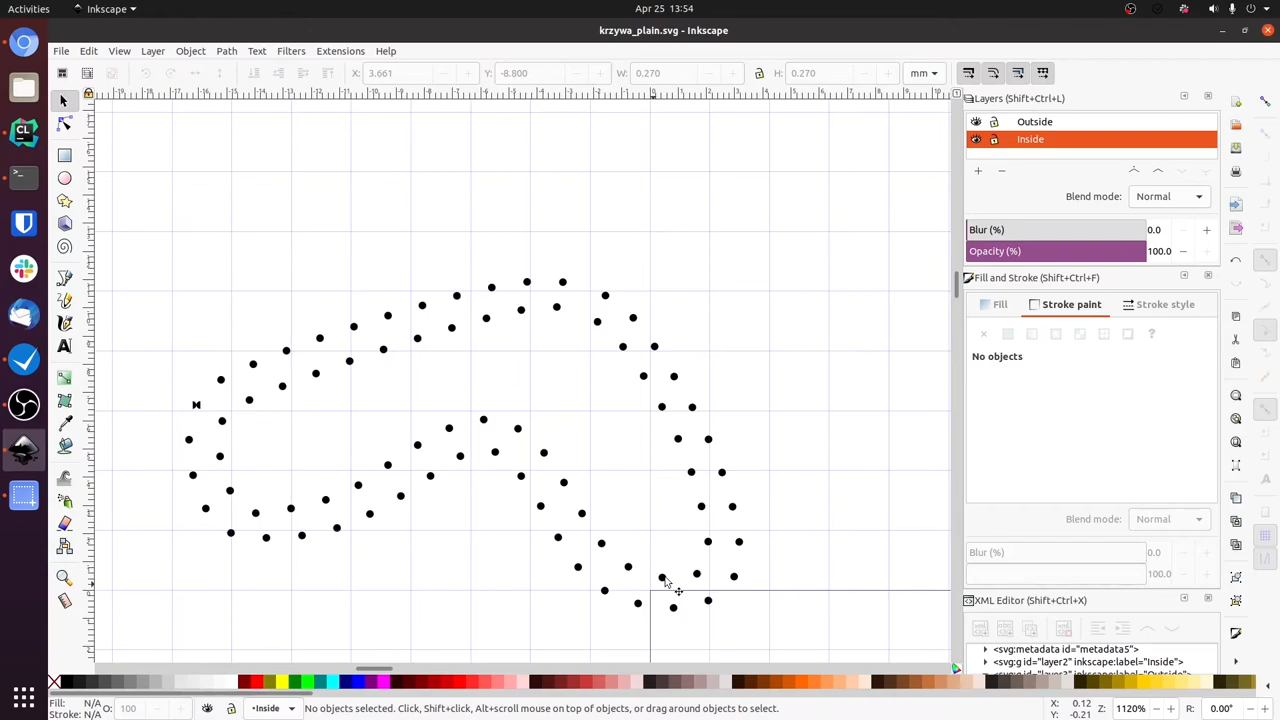 Activities Inkscape Apr 25 13:54
krzywa_plain.svg - Inkscape
File Edit View Layer Object Path Text Filters Extensions Help
X: 3.661 - + Y: -8.800 - + W: 0.270 - + H: 0.270 - + mm
Layers (Shift+Ctrl+L)
Outside
Inside
Blend mode: Normal
Blur (%) 0.0
Opacity (%) 100.0
Fill and Stroke (Shift+Ctrl+F)
Fill Stroke paint Stroke style
No objects
Blend mode: Normal
Blur (%) 0.0
100.0
XML Editor (Shift+Ctrl+X)
<svg:metadata id="metadata5">
<svg:g id="layer2" inkscape:label="Inside">
Fill: N/A
Stroke: N/A
O: 100
Inside
No objects selected. Click, Shift+click, Alt+scroll mouse on top of objects, or drag around objects to select.
X: 0.12
Y: -0.21
Z: 1120%
R: 0.00°